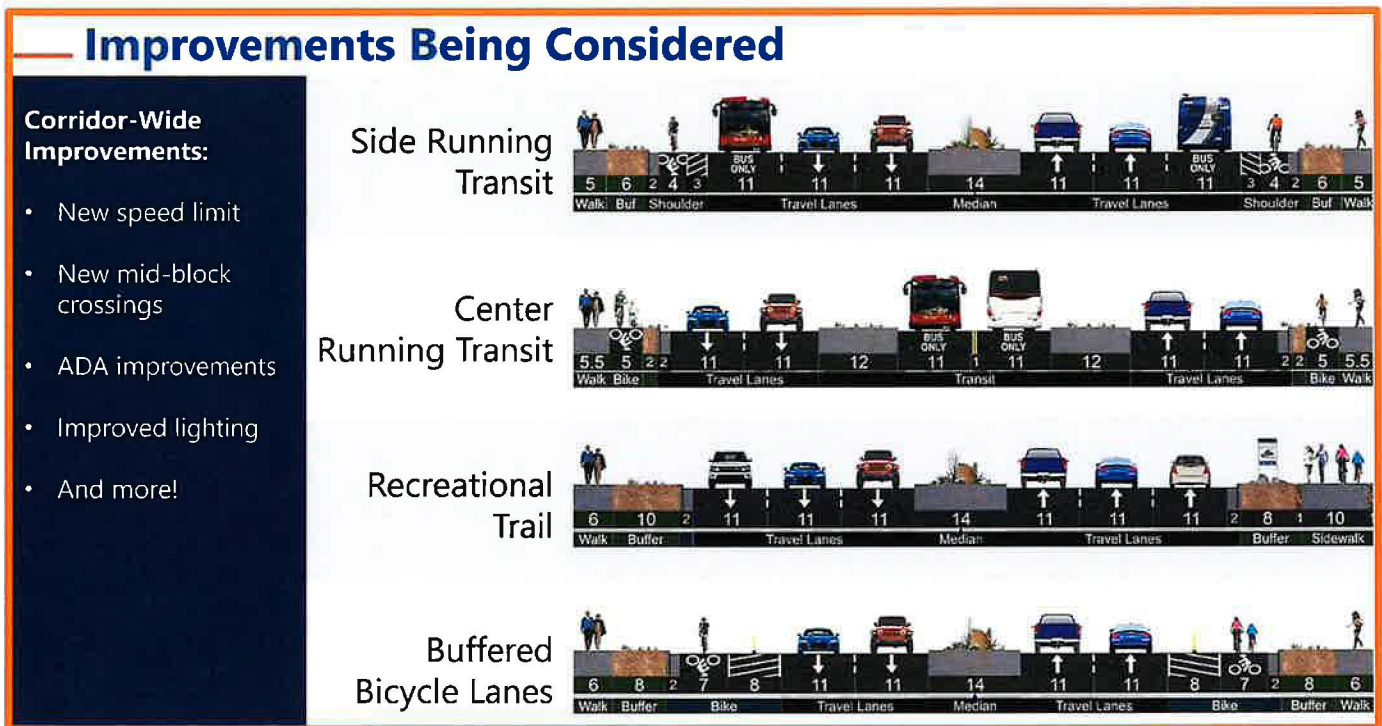 Improvements Being Considered
Corridor-Wide
Improvements:
• New speed limit
• New mid-block
crossings
• ADA improvements
• Improved lighting
• And more!
Side Running
Transit
BUS ONLY BUS ONLY
5 6 2 4 3 11 11 11 14 11 11 11 3 4 2 6 5
Walk Buf Shoulder Travel Lanes Median Travel Lanes Shoulder Buf Walk
Center
Running Transit
BUS ONLY BUS ONLY
5.5 5 2 2 11 11 12 11 1 11 12 11 11 2 2 5 5.5
Walk Bike Travel Lanes Transit Travel Lanes Bike Walk
Recreational
Trail
6 10 2 11 11 11 14 11 11 11 2 8 1 10
Walk Buffer Travel Lanes Median Travel Lanes Buffer Sidewalk
Buffered
Bicycle Lanes
6 8 2 7 8 11 11 14 11 11 8 7 2 8 6
Walk Buffer Bike Travel Lanes Median Travel Lanes Bike Buffer Walk